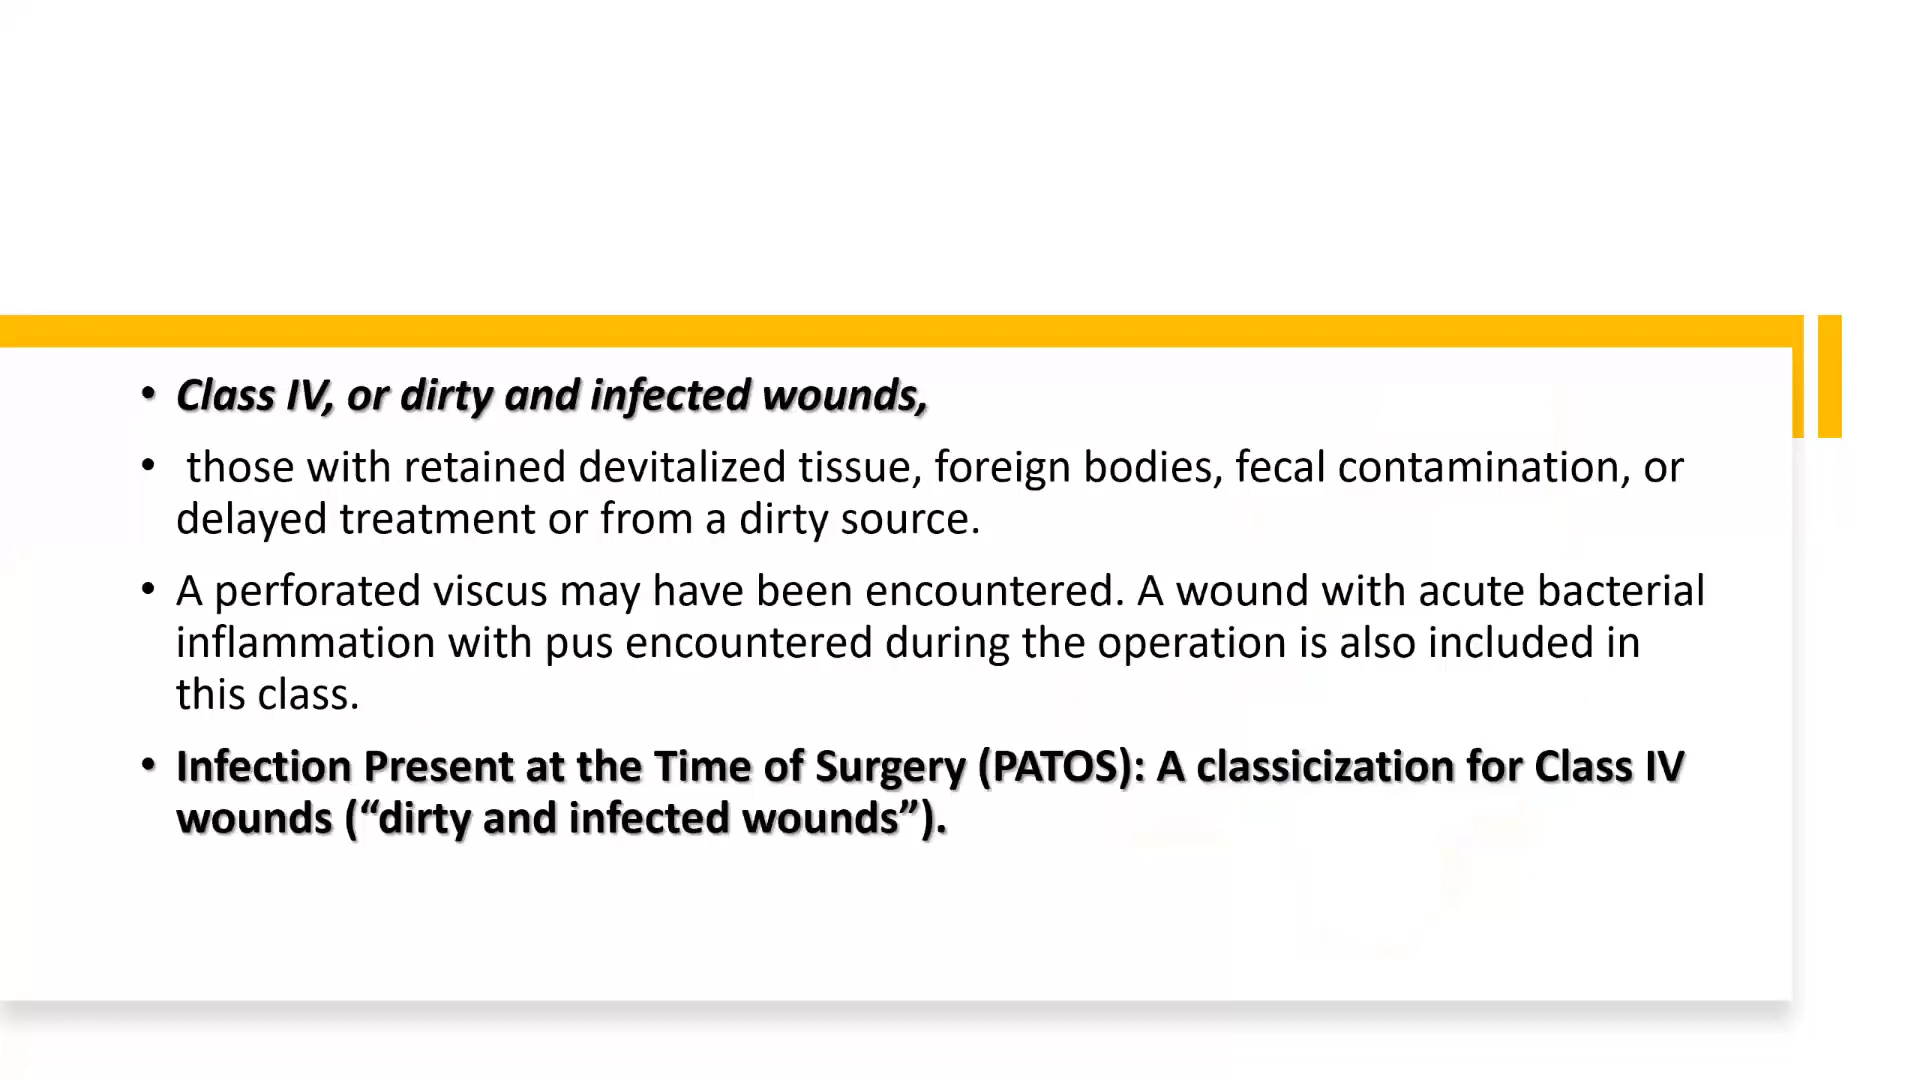 • Class IV, or dirty and infected wounds,
• those with retained devitalized tissue, foreign bodies, fecal contamination, or
delayed treatment or from a dirty source.
• A perforated viscus may have been encountered. A wound with acute bacterial
inflammation with pus encountered during the operation is also included in
this class.
• Infection Present at the Time of Surgery (PATOS): A classicization for Class IV
wounds (“dirty and infected wounds”).